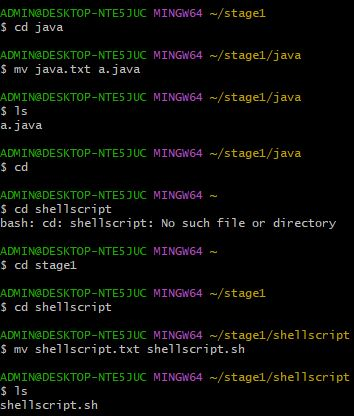 ADMIN@DESKTOP-NTE5JUC MINGW64 ~/stage1
$ cd java
ADMIN@DESKTOP-NTE5JUC MINGW64 ~/stage1/java
$ mv java.txt a.java
ADMIN@DESKTOP-NTE5JUC MINGW64 ~/stage1/java
$ ls
a.java
ADMIN@DESKTOP-NTE5JUC MINGW64 ~/stage1/java
$ cd
ADMIN@DESKTOP-NTE5JUC MINGW64 ~
$ cd shellscript
bash: cd: shellscript: No such file or directory
ADMIN@DESKTOP-NTE5JUC MINGW64 ~
$ cd stage1
ADMIN@DESKTOP-NTE5JUC MINGW64 ~/stage1
$ cd shellscript
ADMIN@DESKTOP-NTE5JUC MINGW64 ~/stage1/shellscript
$ mv shellscript.txt shellscript.sh
ADMIN@DESKTOP-NTE5JUC MINGW64 ~/stage1/shellscript
$ ls
shellscript.sh